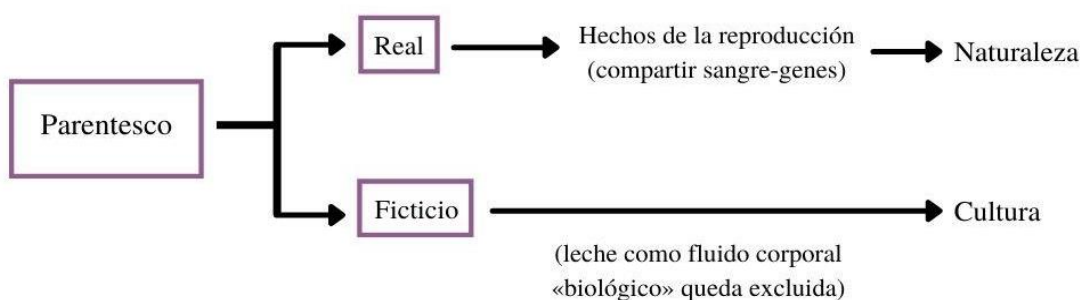 Parentesco
Real
Hechos de la reproducción
(compartir sangre-genes)
Naturaleza
Ficticio
Cultura
(leche como fluido corporal
«biológico» queda excluida)